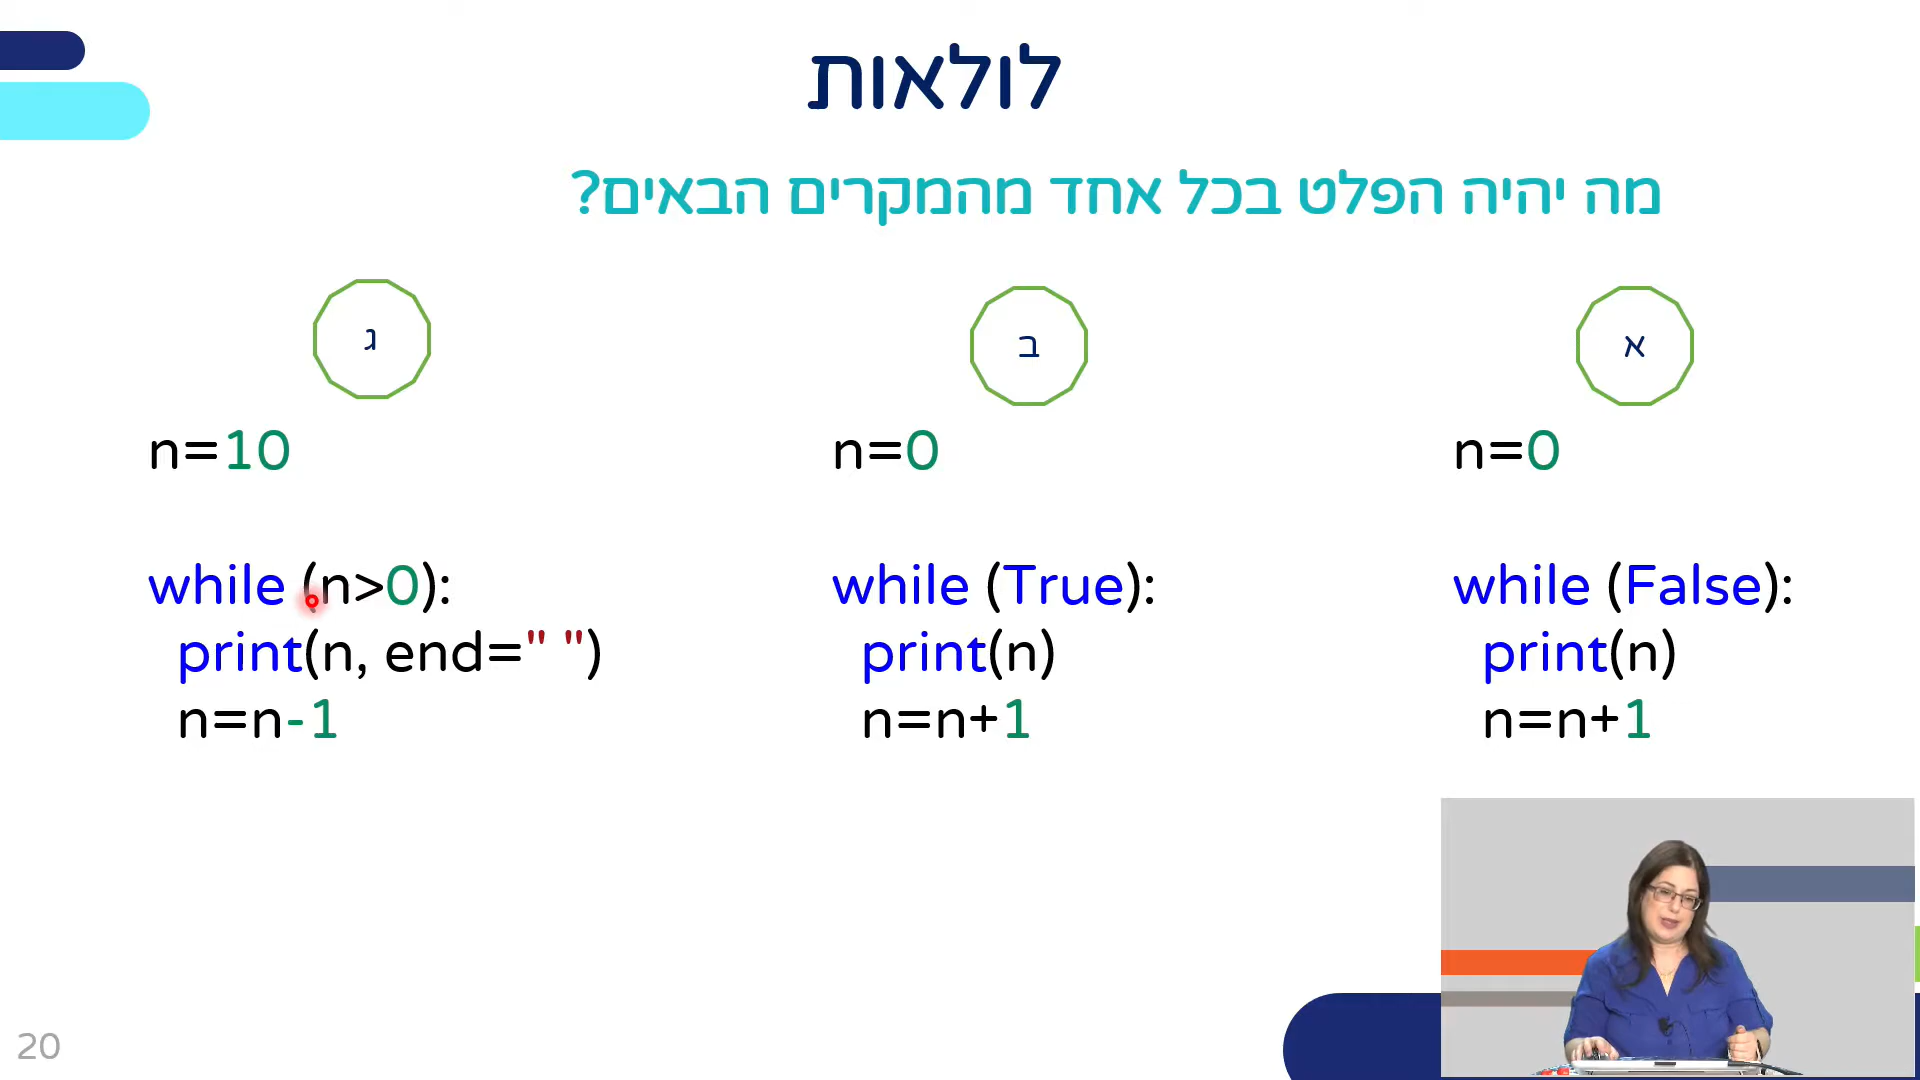 לולאות
מה יהיה הפלט בכל אחד מהמקרים הבאים?
א
n=0
while (False):
print(n)
n=n+1
ב
n=0
while (True):
print(n)
n=n+1
ג
n=10
while (n>0):
print(n, end=" ")
n=n-1
20